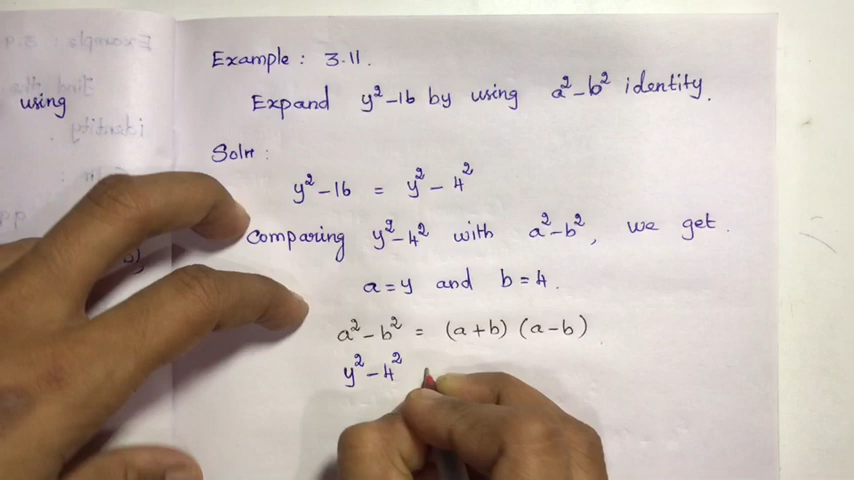 using
Example : 3.11.
Expand y²-16 by using a²-b² identity.
Soln :
y²-16 = y²-4²
Comparing y²-4² with a²-b², we get.
a=y and b=4.
a²-b² = (a+b) (a-b)
y²-4²